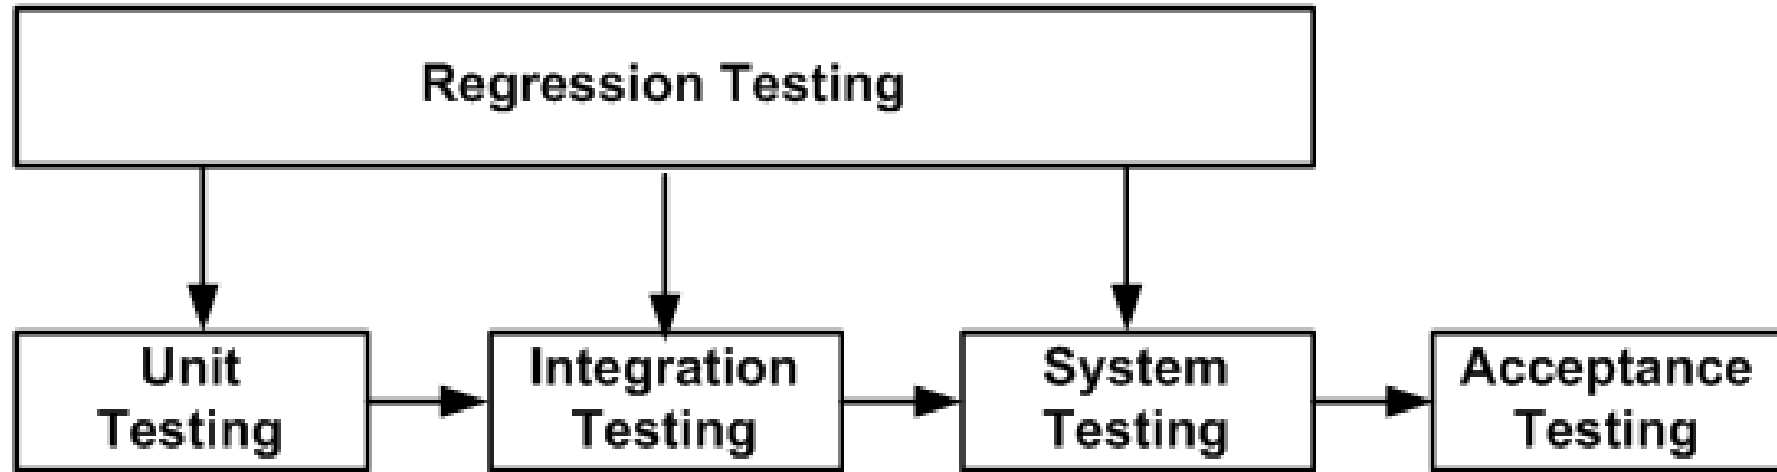 Regression Testing
Unit
Testing
Integration
Testing
System
Testing
Acceptance
Testing